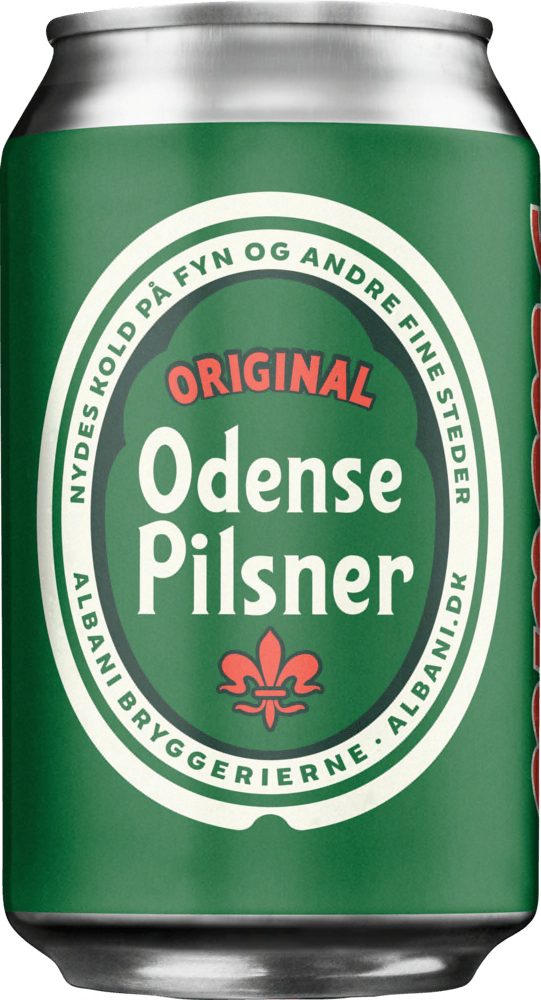 NYDES KOLD PÅ FYN OG ANDRE FINE STEDER
ORIGINAL
Odense
Pilsner
ALBANI BRYGGERIERNE · ALBANI.DK